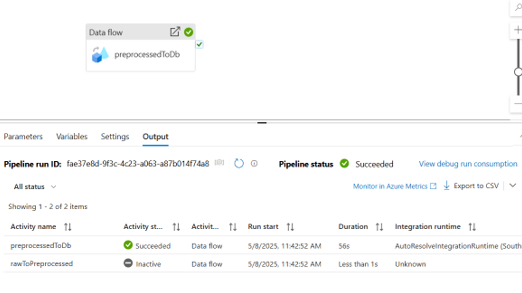 Data flow
preprocessedToDb
Parameters Variables Settings Output
Pipeline run ID: fae37e8d-9f3c-4c23-a063-a87b014f74a8 Pipeline status Succeeded View debug run consumption
All status Monitor in Azure Metrics Export to CSV
Showing 1 - 2 of 2 items
Activity name Activity st... Activit... Run start Duration Integration runtime
preprocessedToDb Succeeded Data flow 5/8/2025, 11:42:52 AM 56s AutoResolveIntegrationRuntime (South
rawToPreprocessed Inactive Data flow 5/8/2025, 11:42:52 AM Less than 1s Unknown